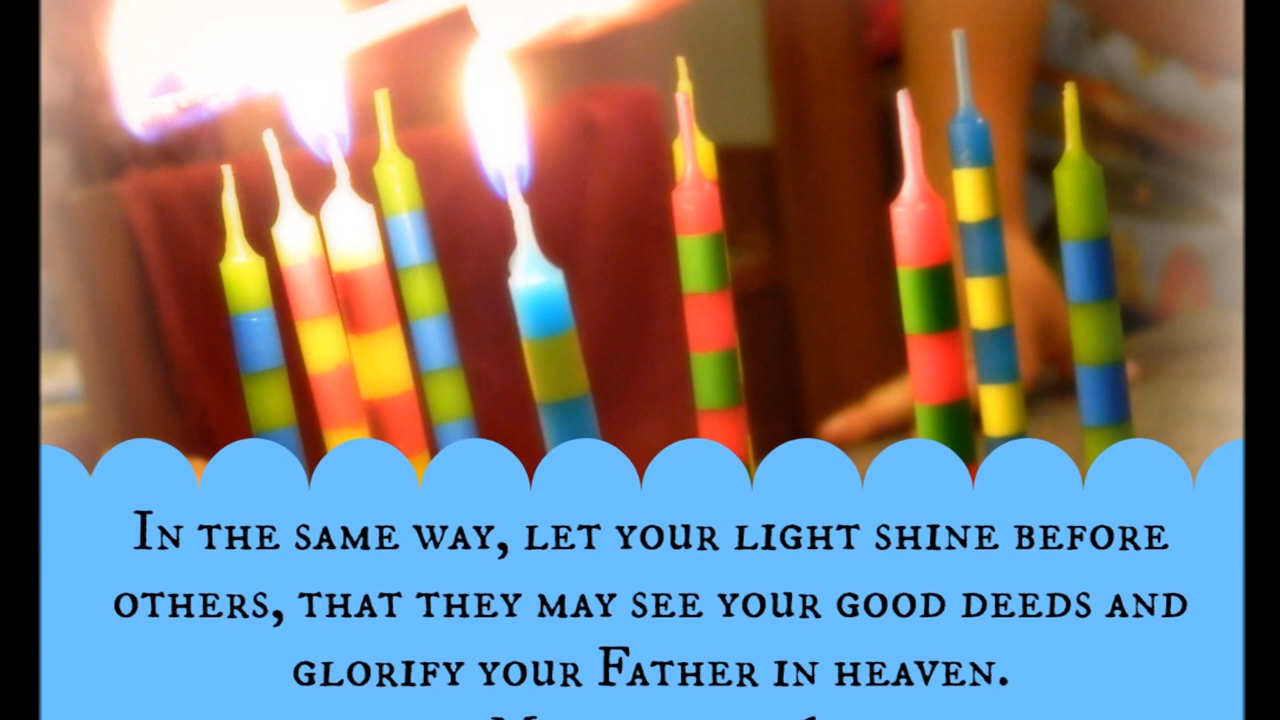 In the same way, let your light shine before
others, that they may see your good deeds and
glorify your Father in heaven.